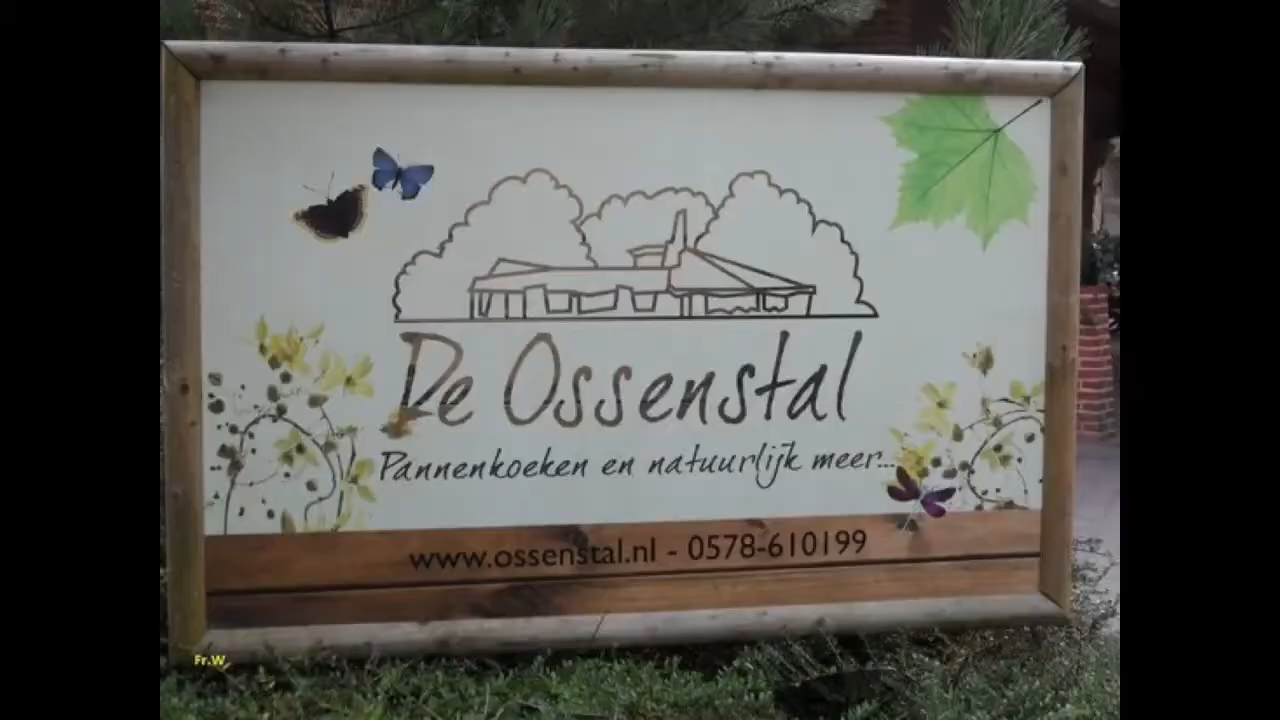 De Ossenstal
Pannenkoeken en natuurlijk meer...
www.ossenstal.nl - 0578-610199
Fr.W